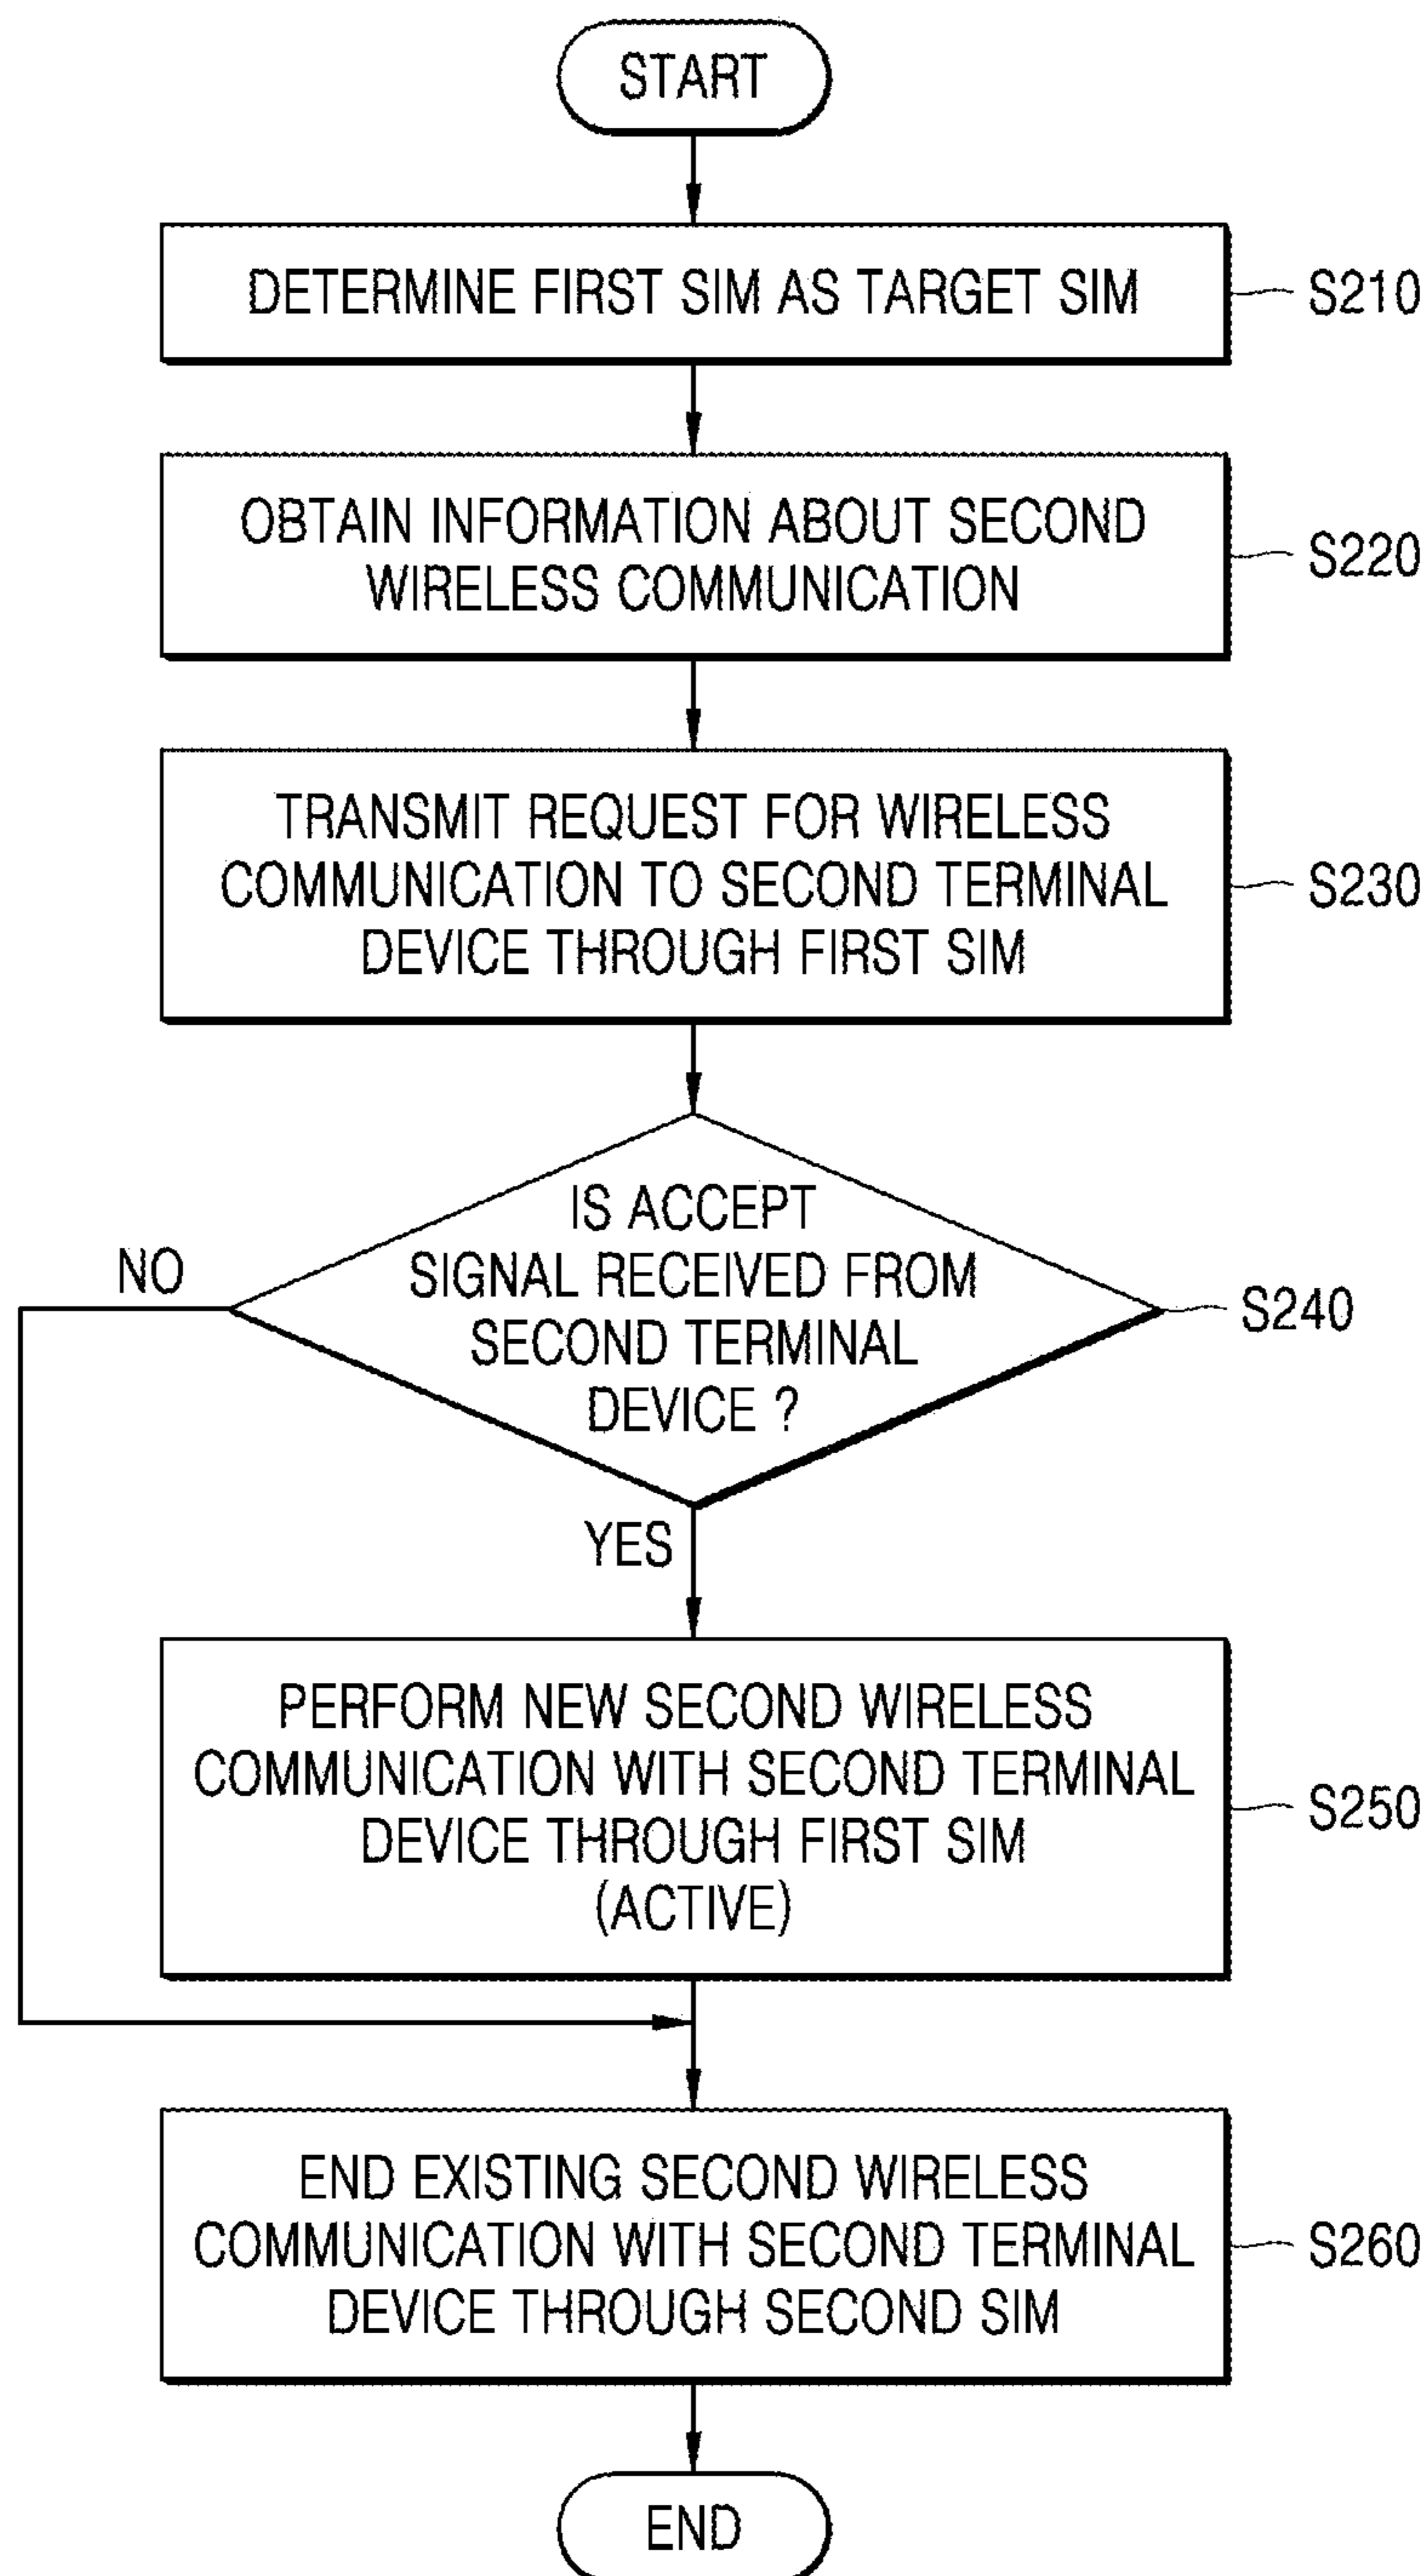 START
DETERMINE FIRST SIM AS TARGET SIM
S210
OBTAIN INFORMATION ABOUT SECOND
WIRELESS COMMUNICATION
S220
TRANSMIT REQUEST FOR WIRELESS
COMMUNICATION TO SECOND TERMINAL
DEVICE THROUGH FIRST SIM
S230
IS ACCEPT
SIGNAL RECEIVED FROM
SECOND TERMINAL
DEVICE ?
S240
NO
YES
PERFORM NEW SECOND WIRELESS
COMMUNICATION WITH SECOND TERMINAL
DEVICE THROUGH FIRST SIM
(ACTIVE)
S250
END EXISTING SECOND WIRELESS
COMMUNICATION WITH SECOND TERMINAL
DEVICE THROUGH SECOND SIM
S260
END